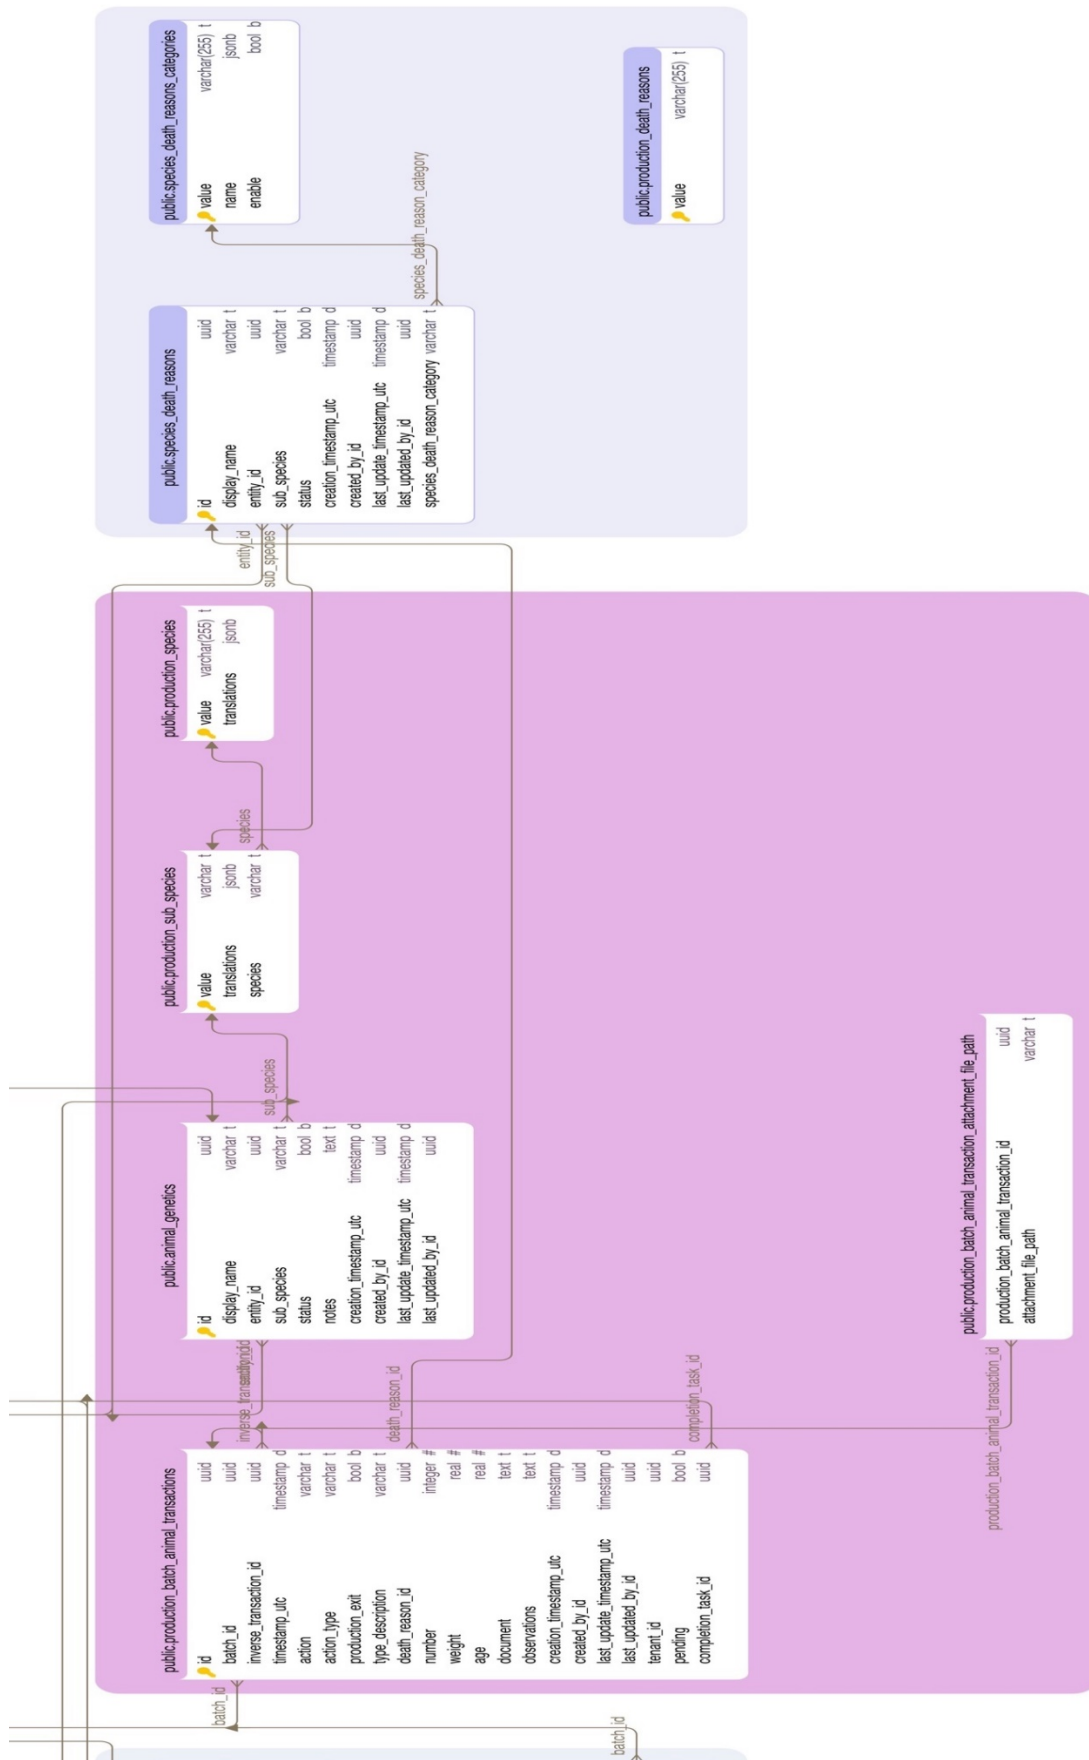 public.production_batch_animal_transactions
id uuid
batch_id uuid
inverse_transaction_id uuid
timestamp_utc timestamp d
action varchar t
action_type varchar t
production_exit bool b
type_description varchar t
death_reason_id uuid
number integer #
weight real #
age real #
document text t
observations text t
creation_timestamp_utc timestamp d
created_by_id uuid
last_update_timestamp_utc timestamp d
last_updated_by_id uuid
tenant_id uuid
pending bool b
completion_task_id uuid
batch_id
batch_id
inverse_transaction_id
entity_id
death_reason_id
completion_task_id
production_batch_animal_transaction_id
public.animal_genetics
id uuid
display_name varchar t
entity_id uuid
sub_species varchar t
status bool b
notes text t
creation_timestamp_utc timestamp d
created_by_id uuid
last_update_timestamp_utc timestamp d
last_updated_by_id uuid
sub_species
public.production_batch_animal_transaction_attachment_file_path
production_batch_animal_transaction_id uuid
attachment_file_path varchar t
public.production_sub_species
value varchar t
translations jsonb
species varchar t
species
public.production_species
value varchar(255) t
translations jsonb
entity_id
sub_species
public.species_death_reasons
id uuid
display_name varchar t
entity_id uuid
sub_species varchar t
status bool b
creation_timestamp_utc timestamp d
created_by_id uuid
last_update_timestamp_utc timestamp d
last_updated_by_id uuid
species_death_reason_category varchar t
species_death_reason_category
public.species_death_reasons_categories
value varchar(255) t
name jsonb
enable bool b
public.production_death_reasons
value varchar(255) t